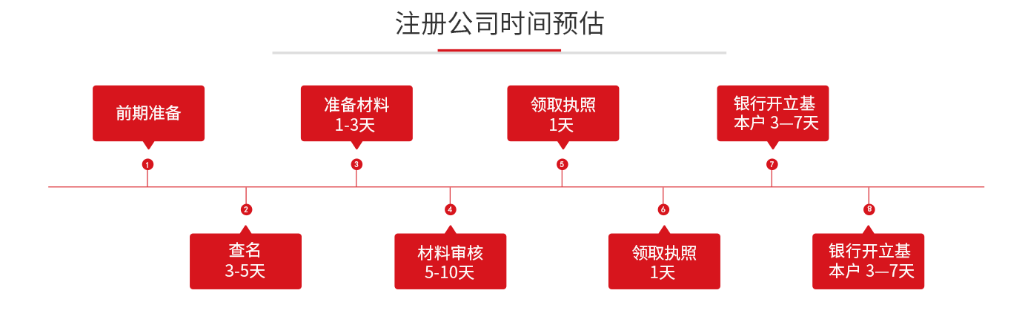 注册公司时间预估
前期准备
1
2
查名
3-5天
准备材料
1-3天
3
4
材料审核
5-10天
领取执照
1天
5
6
领取执照
1天
银行开立基
本户 3—7天
7
8
银行开立基
本户 3—7天